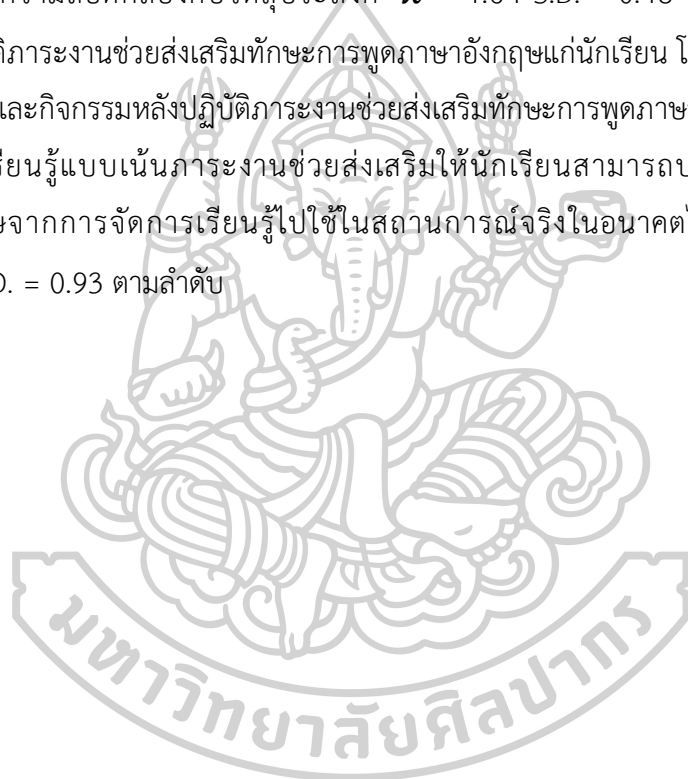 ติภาระงานช่วยส่งเสริมทักษะการพูดภาษาอังกฤษแก่นักเรียน โ
และกิจกรรมหลังปฏิบัติภาระงานช่วยส่งเสริมทักษะการพูดภาษา
รียนรู้แบบเน้นภาระงานช่วยส่งเสริมให้นักเรียนสามารถ
จากการจัดการเรียนรู้ไปใช้ในสถานการณ์จริงในอนาคต
D. = 0.93 ตามลำดับ
มหาวิทยาลัยศิลปากร